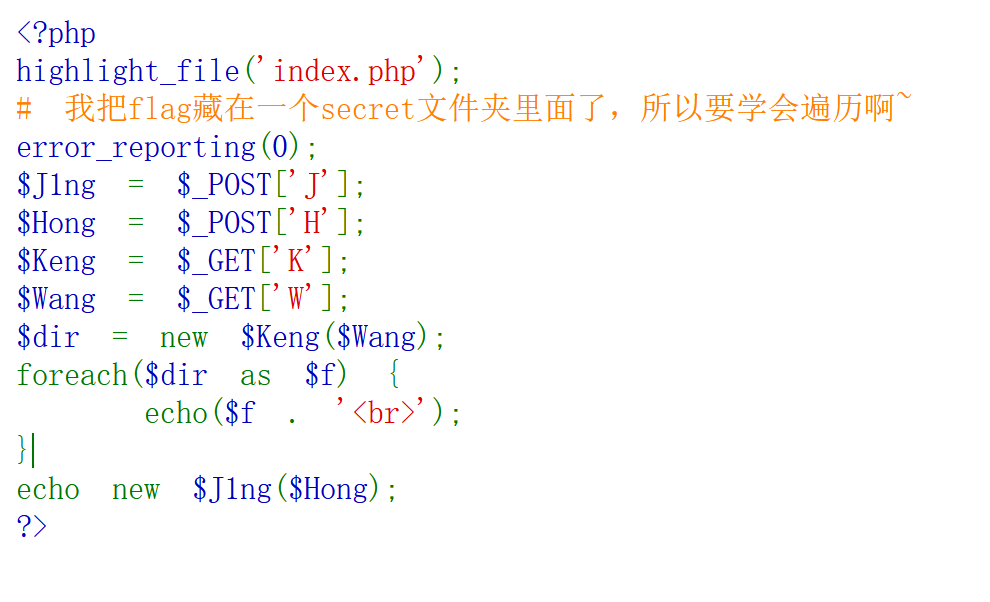 <?php
highlight_file('index.php');
#  我把flag藏在一个secret文件夹里面了，所以要学会遍历啊~
error_reporting(0);
$J1ng  =  $_POST['J'];
$Hong  =  $_POST['H'];
$Keng  =  $_GET['K'];
$Wang  =  $_GET['W'];
$dir  =  new  $Keng($Wang);
foreach($dir  as  $f)  {
        echo($f  .  '<br>');
}
echo  new  $J1ng($Hong);
?>